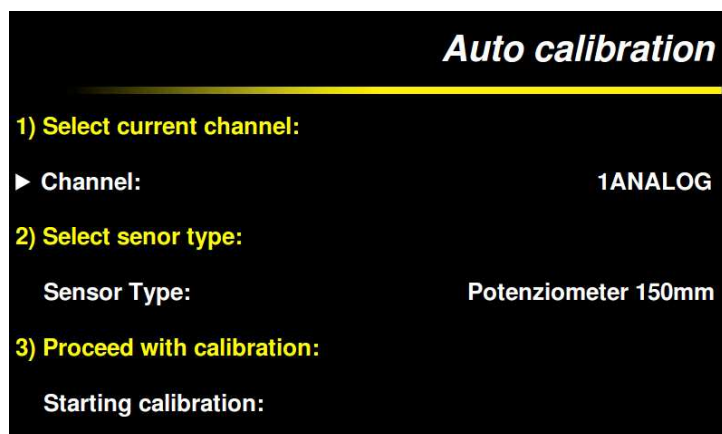 Auto calibration
1) Select current channel:
Channel: 1ANALOG
2) Select senor type:
Sensor Type: Potenziometer 150mm
3) Proceed with calibration:
Starting calibration: